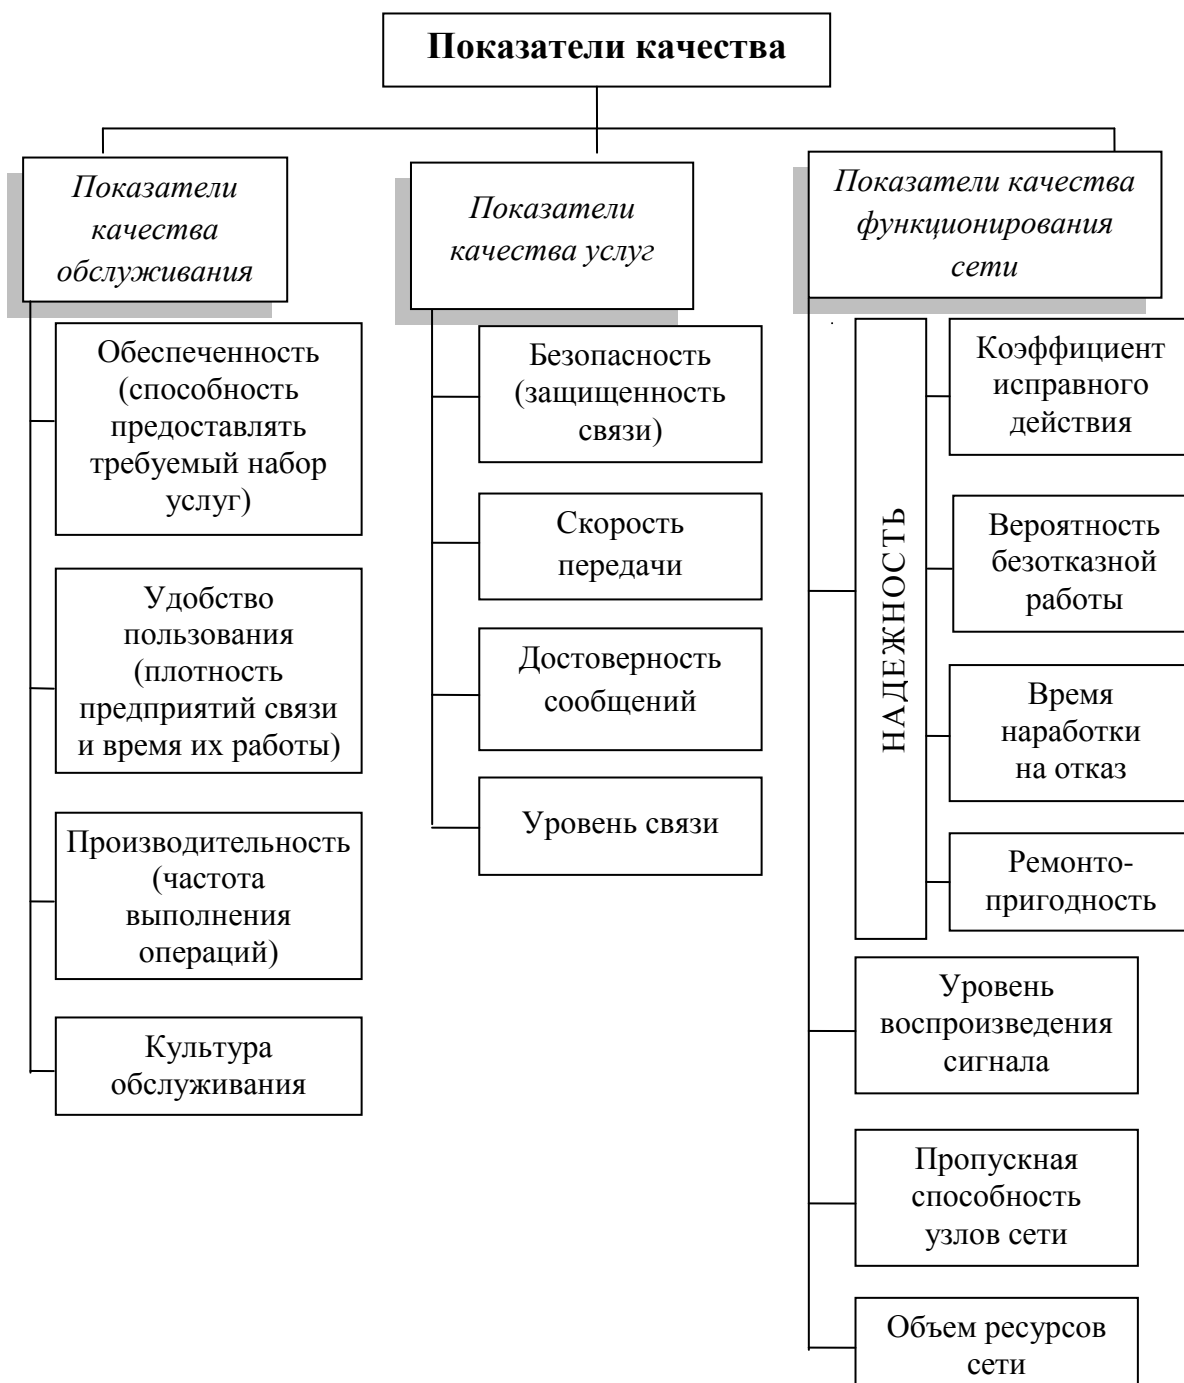 Показатели качества
Показатели
качества
обслуживания
Обеспеченность
(способность
предоставлять
требуемый набор
услуг)
Удобство
пользования
(плотность
предприятий связи
и время их работы)
Производительность
(частота
выполнения
операций)
Культура
обслуживания
Показатели
качества услуг
Безопасность
(защищенность
связи)
Скорость
передачи
Достоверность
сообщений
Уровень связи
Показатели качества
функционирования
сети
НАДЕЖНОСТЬ
Коэффициент
исправного
действия
Вероятность
безотказной
работы
Время
наработки
на отказ
Ремонто-
пригодность
Уровень
воспроизведения
сигнала
Пропускная
способность
узлов сети
Объем ресурсов
сети